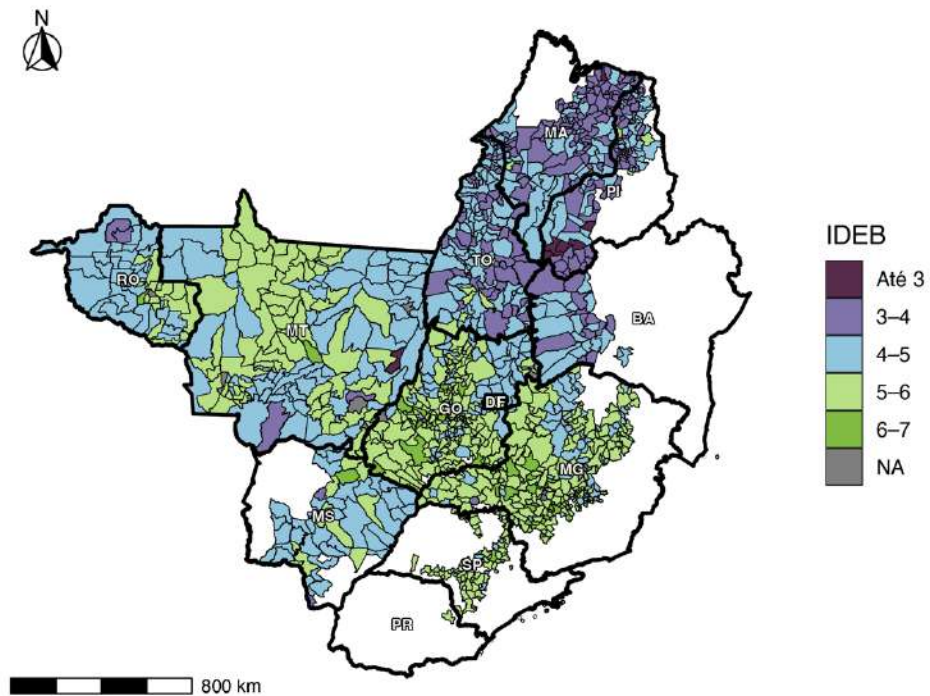 N
MA
PI
TO
RO
MT
BA
GO
DF
MG
MS
SP
PR
IDEB
Até 3
3–4
4–5
5–6
6–7
NA
800 km